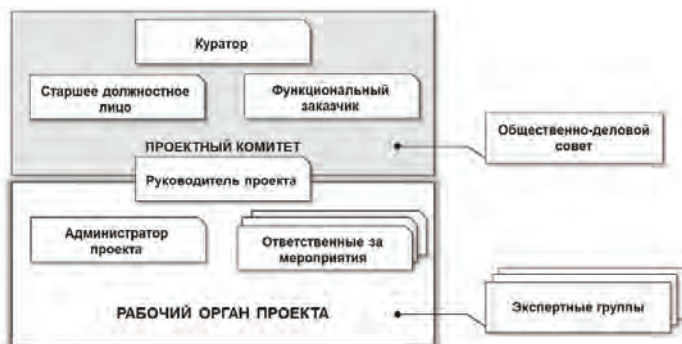 Куратор
Старшее должностное
лицо
Функциональный
заказчик
ПРОЕКТНЫЙ КОМИТЕТ
Общественно-деловой
совет
Руководитель проекта
Администратор
проекта
Ответственные за
мероприятия
РАБОЧИЙ ОРГАН ПРОЕКТА
Экспертные группы